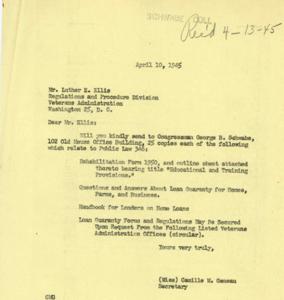 SCHWABE COLL
Rec'd 4-13-45
April 10, 1945
Mr. Luther E. Ellis
Regulations and Procedure Division
Veterans Administration
Washington 25, D. C.
Dear Mr. Ellis:
Will you kindly send to Congressman George B. Schwabe,
102 Old House Office Building, 25 copies each of the following
which relate to Public Law 346:
Rehabilitation Form 1950, and outline sheet attached
thereto bearing title "Educational and Training
Provisions."
Questions and Answers About Loan Guaranty for Homes,
Farms, and Business.
Handbook for Lenders on Home Loans
Loan Guaranty Forms and Regulations May Be Secured
Upon Request From the Following Listed Veterans
Administration Offices (circular).
Yours very truly,
(Miss) Camille M.
Secretary